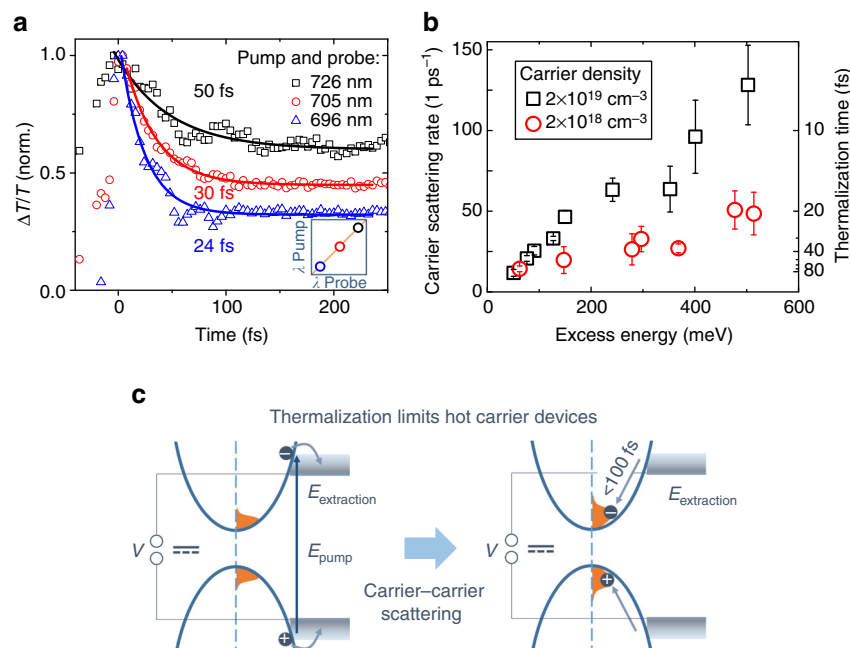 a
ΔT/T (norm.)
1.0
0.5
0.0
1.0
Pump and probe:
726 nm
705 nm
696 nm
50 fs
30 fs
24 fs
λ Pump
λ Probe
0
100
200
Time (fs)
b
Carrier scattering rate (1 ps⁻¹)
150
100
50
0
Carrier density
2×10¹⁹ cm⁻³
2×10¹⁸ cm⁻³
0
200
400
600
Excess energy (meV)
10
20
40
80
Thermalization time (fs)
c
Thermalization limits hot carrier devices
−
E extraction
V
E pump
+
Carrier–carrier
scattering
<100 fs
−
E extraction
V
+